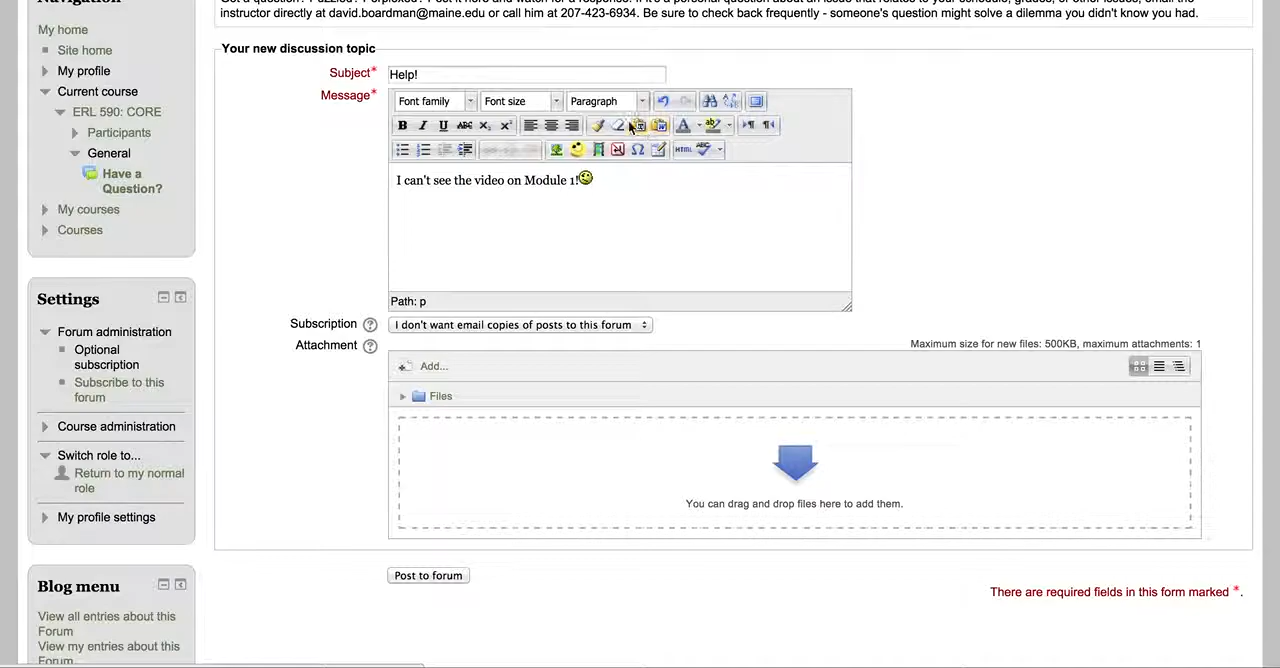 instructor directly at david.boardman@maine.edu or call him at 207-423-6934. Be sure to check back frequently - someone's question might solve a dilemma you didn't know you had.
Navigation
My home
Site home
My profile
Current course
ERL 590: CORE
Participants
General
Have a
Question?
My courses
Courses
Settings
Forum administration
Optional
subscription
Subscribe to this
forum
Course administration
Switch role to...
Return to my normal
role
My profile settings
Blog menu
View all entries about this
Forum
View my entries about this
Forum
Your new discussion topic
Subject*
Help!
Message*
Font family
Font size
Paragraph
B I U ABC X₂ X²
HTML ABC
I can't see the video on Module 1!
Path: p
Subscription
I don't want email copies of posts to this forum
Attachment
Maximum size for new files: 500KB, maximum attachments: 1
Add...
Files
You can drag and drop files here to add them.
Post to forum
There are required fields in this form marked *.